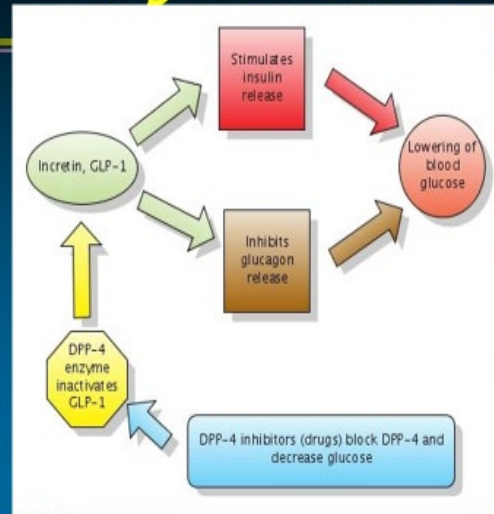 Stimulates
insulin
release
Incretin, GLP-1
Lowering of
blood
glucose
Inhibits
glucagon
release
DPP-4
enzyme
inactivates
GLP-1
DPP-4 inhibitors (drugs) block DPP-4 and
decrease glucose